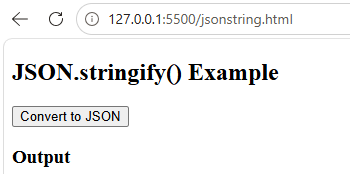 127.0.0.1:5500/jsonstring.html
JSON.stringify() Example
Convert to JSON
Output